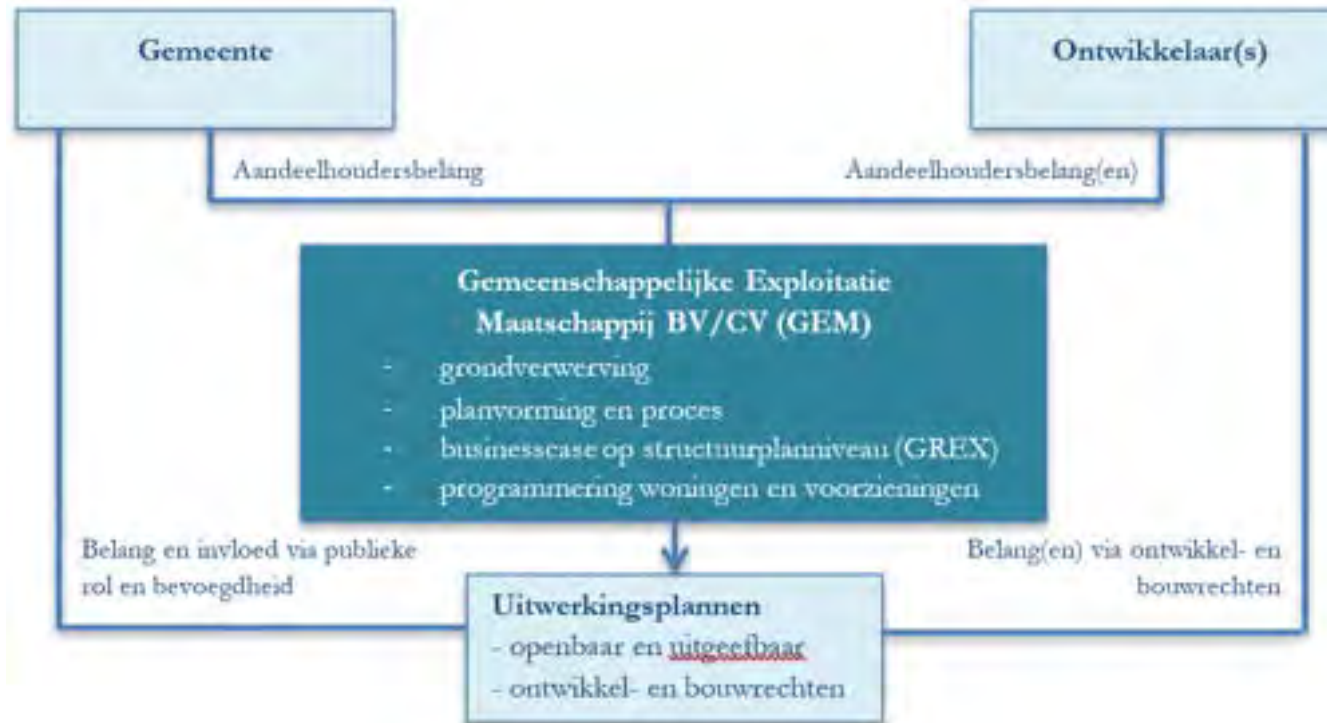 Gemeente
Ontwikkelaar(s)
Aandeelhoudersbelang
Aandeelhoudersbelang(en)
Gemeenschappelijke Exploitatie
Maatschappij BV/CV (GEM)
- grondverwerving
- planvorming en proces
- businesscase op structuurplanniveau (GREX)
- programmering woningen en voorzieningen
Belang en invloed via publieke
rol en bevoegdheid
Belang(en) via ontwikkel- en
bouwrechten
Uitwerkingsplannen
- openbaar en uitgeefbaar
- ontwikkel- en bouwrechten